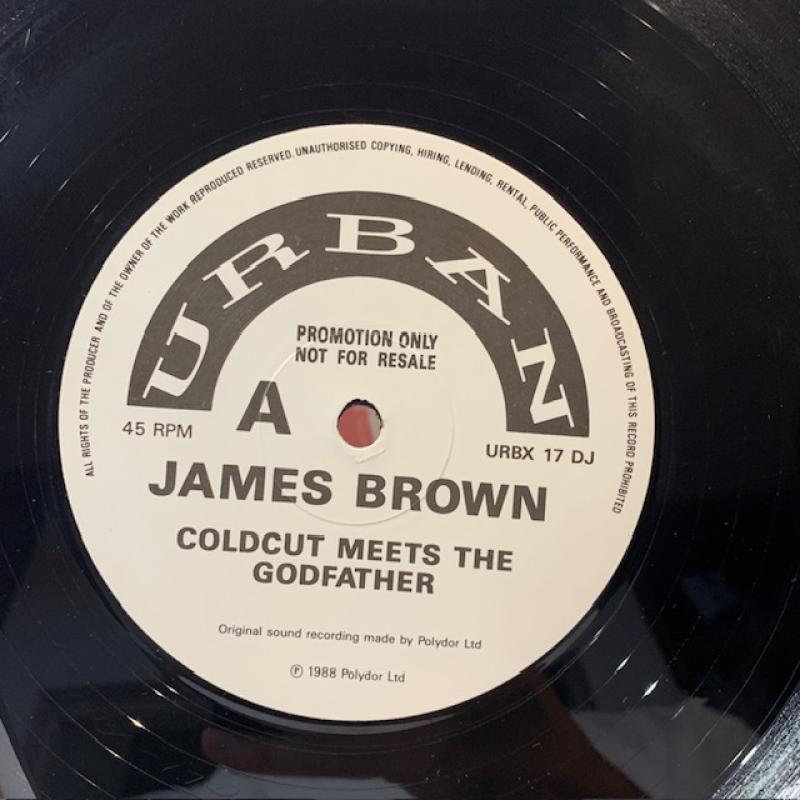 ALL RIGHTS OF THE PRODUCER AND OF THE OWNER OF THE WORK REPRODUCED RESERVED. UNAUTHORISED COPYING, HIRING, LENDING, RENTAL, PUBLIC PERFORMANCE AND BROADCASTING OF THIS RECORD PROHIBITED
URBAN
PROMOTION ONLY
NOT FOR RESALE
A
45 RPM
URBX 17 DJ
JAMES BROWN
COLDCUT MEETS THE
GODFATHER
Original sound recording made by Polydor Ltd
℗ 1988 Polydor Ltd